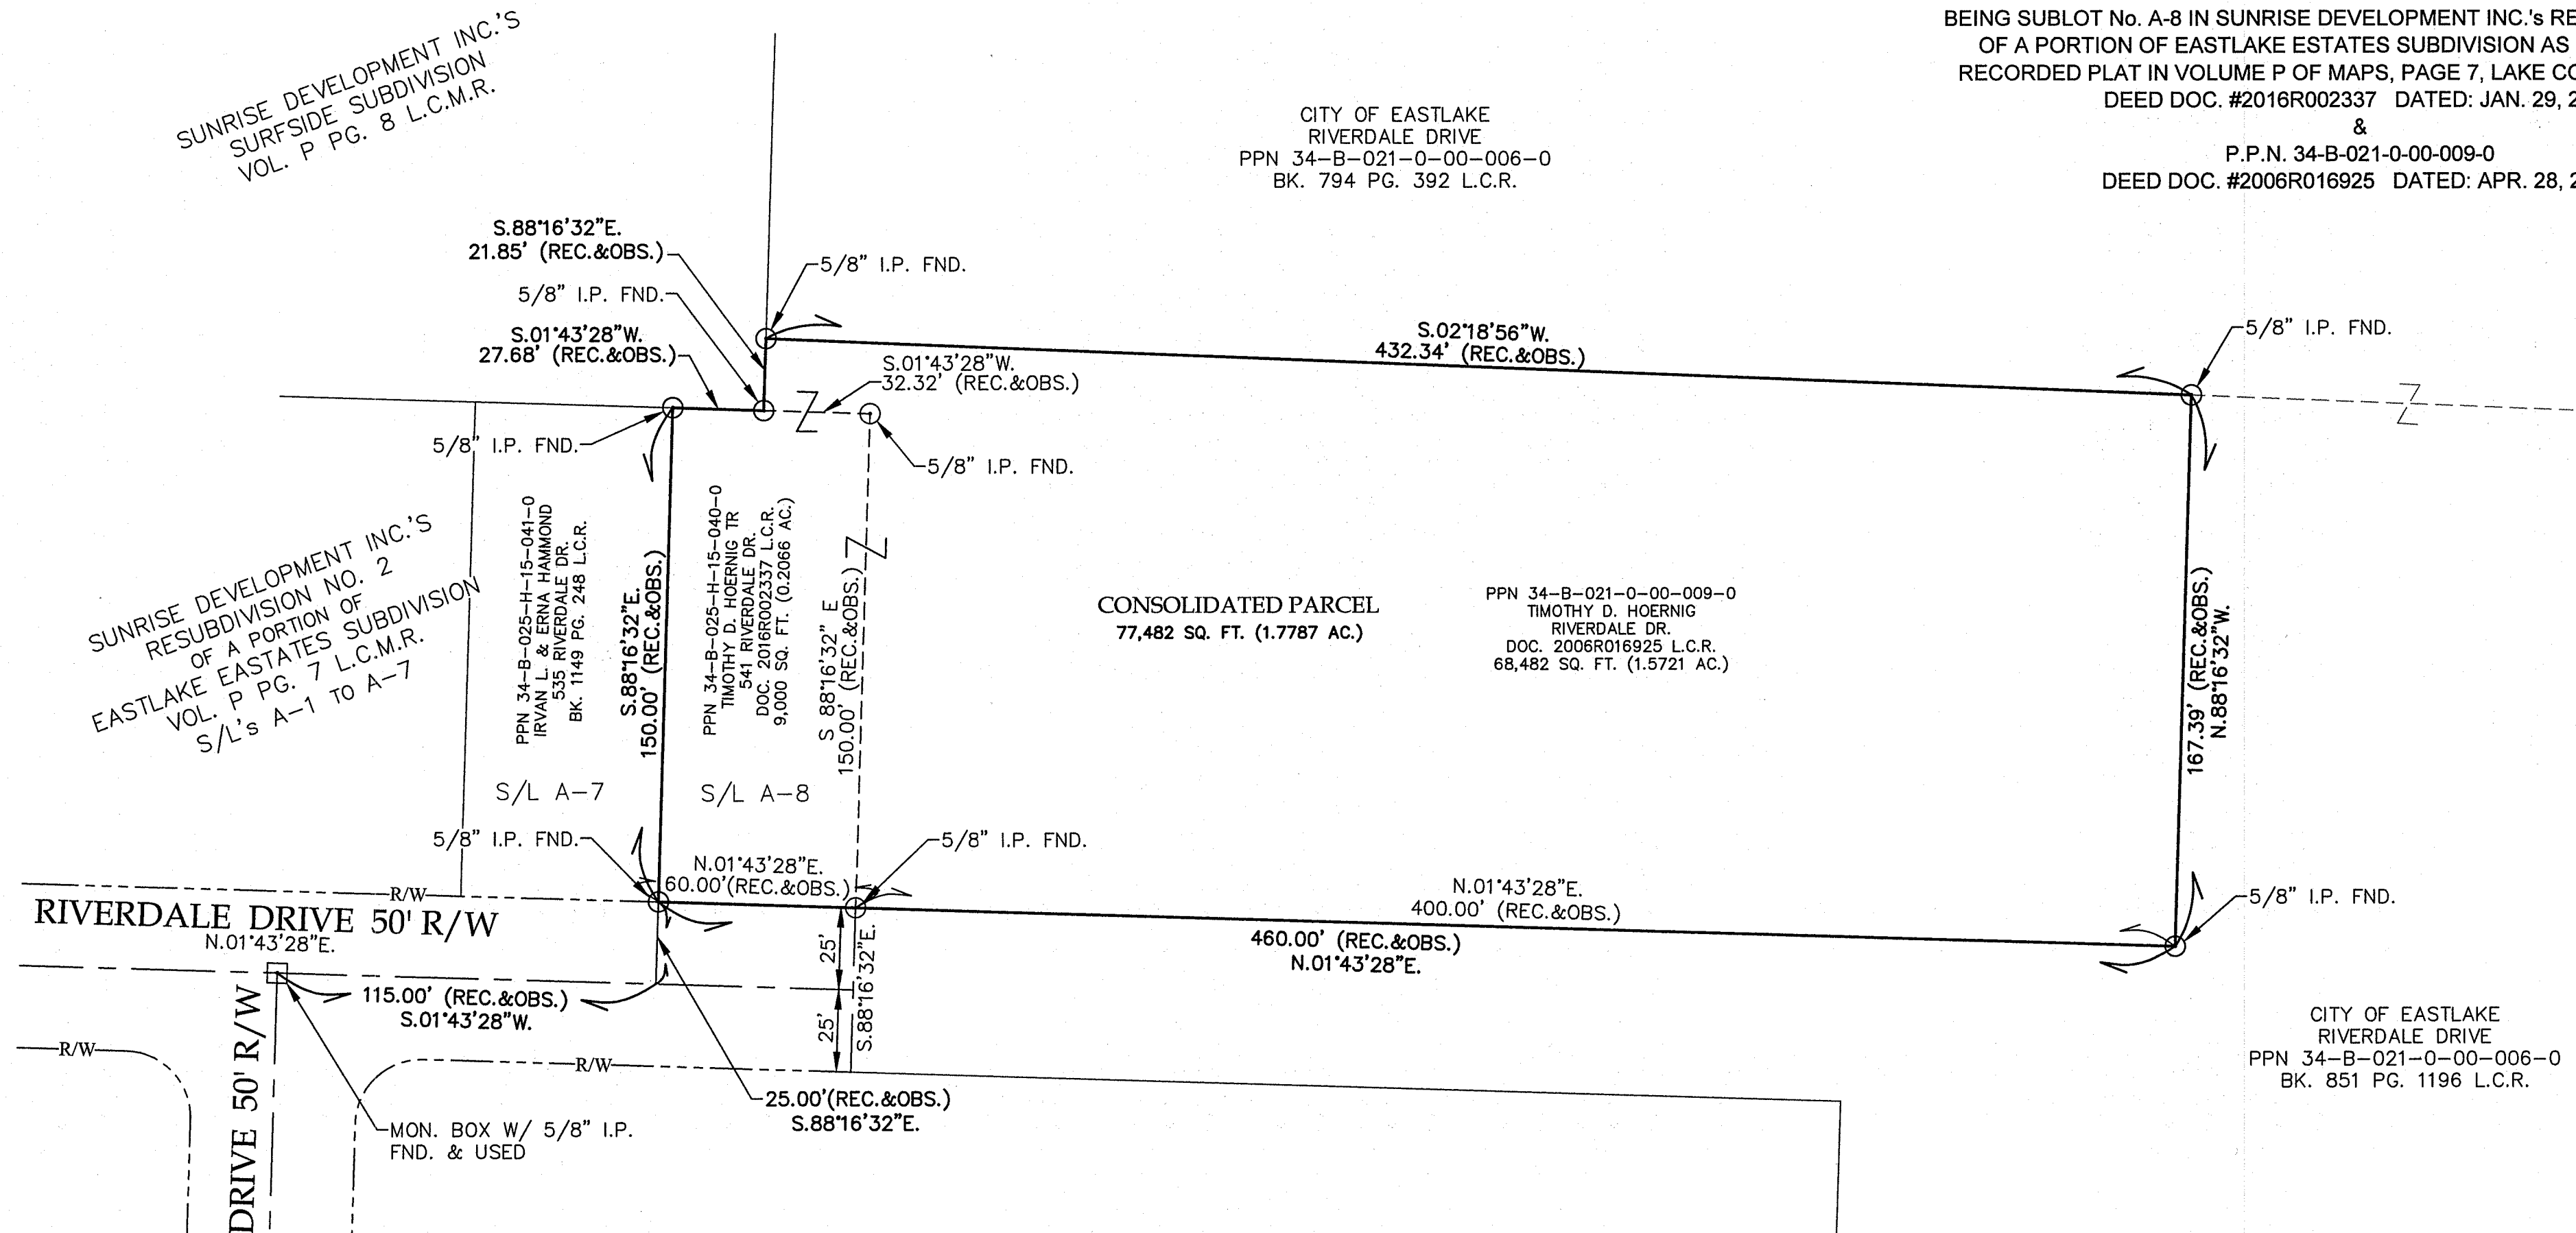 BEING SUBLOT No. A-8 IN SUNRISE DEVELOPMENT INC.'s RE
OF A PORTION OF EASTLAKE ESTATES SUBDIVISION AS
RECORDED PLAT IN VOLUME P OF MAPS, PAGE 7, LAKE CO
DEED DOC. #2016R002337 DATED: JAN. 29, 2
&
P.P.N. 34-B-021-0-00-009-0
DEED DOC. #2006R016925 DATED: APR. 28, 2
SUNRISE DEVELOPMENT INC.'S
SURFSIDE SUBDIVISION
VOL. P PG. 8 L.C.M.R.
CITY OF EASTLAKE
RIVERDALE DRIVE
PPN 34-B-021-0-00-006-0
BK. 794 PG. 392 L.C.R.
S.88°16'32"E.
21.85' (REC.&OBS.)
5/8" I.P. FND.
5/8" I.P. FND.
S.01°43'28"W.
27.68' (REC.&OBS.)
S.01°43'28"W.
32.32' (REC.&OBS.)
S.02°18'56"W.
432.34' (REC.&OBS.)
5/8" I.P. FND.
5/8" I.P. FND.
5/8" I.P. FND.
SUNRISE DEVELOPMENT INC.'S
RESUBDIVISION NO. 2
OF A PORTION OF
EASTLAKE EASTATES SUBDIVISION
VOL. P PG. 7 L.C.M.R.
S/L's A-1 TO A-7
PPN 34-B-025-H-15-041-0
IRVAN L. & ERNA HAMMOND
535 RIVERDALE DR.
BK. 1149 PG. 248 L.C.R.
S/L A-7
S.88°16'32"E.
150.00' (REC.&OBS.)
PPN 34-B-025-H-15-040-0
TIMOTHY D. HOERNIG TR
541 RIVERDALE DR.
DOC. 2016R002337 L.C.R.
9,000 SQ. FT. (0.2066 AC.)
S/L A-8
S 88°16'32" E
150.00' (REC.&OBS.)
CONSOLIDATED PARCEL
77,482 SQ. FT. (1.7787 AC.)
PPN 34-B-021-0-00-009-0
TIMOTHY D. HOERNIG
RIVERDALE DR.
DOC. 2006R016925 L.C.R.
68,482 SQ. FT. (1.5721 AC.)
167.39' (REC.&OBS.)
N.88°16'32"W.
5/8" I.P. FND.
5/8" I.P. FND.
N.01°43'28"E.
60.00'(REC.&OBS.)
N.01°43'28"E.
400.00' (REC.&OBS.)
460.00' (REC.&OBS.)
N.01°43'28"E.
5/8" I.P. FND.
R/W
RIVERDALE DRIVE 50' R/W
N.01°43'28"E.
115.00' (REC.&OBS.)
S.01°43'28"W.
25'
25'
S.88°16'32"E.
R/W
R/W
DRIVE 50' R/W
25.00'(REC.&OBS.)
S.88°16'32"E.
MON. BOX W/ 5/8" I.P.
FND. & USED
CITY OF EASTLAKE
RIVERDALE DRIVE
PPN 34-B-021-0-00-006-0
BK. 851 PG. 1196 L.C.R.